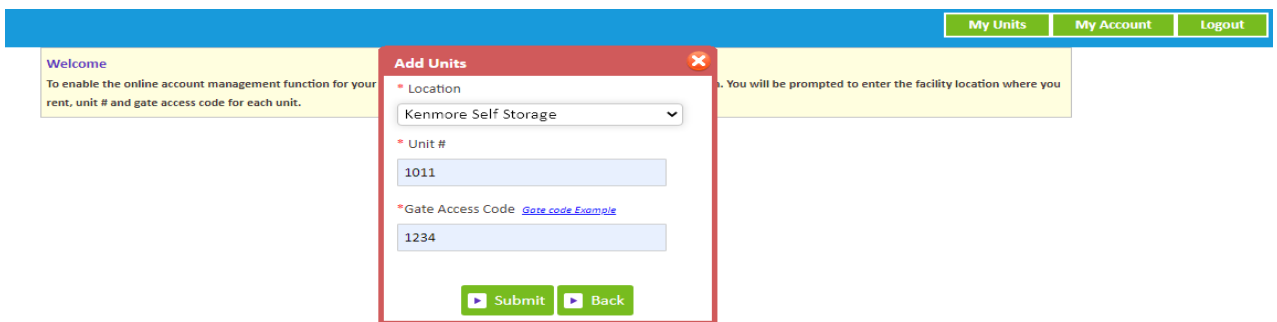 My Units My Account Logout
Welcome
To enable the online account management function for your
. You will be prompted to enter the facility location where you
rent, unit # and gate access code for each unit.
Add Units
* Location
Kenmore Self Storage
* Unit #
1011
*Gate Access Code Gate code Example
1234
Submit Back